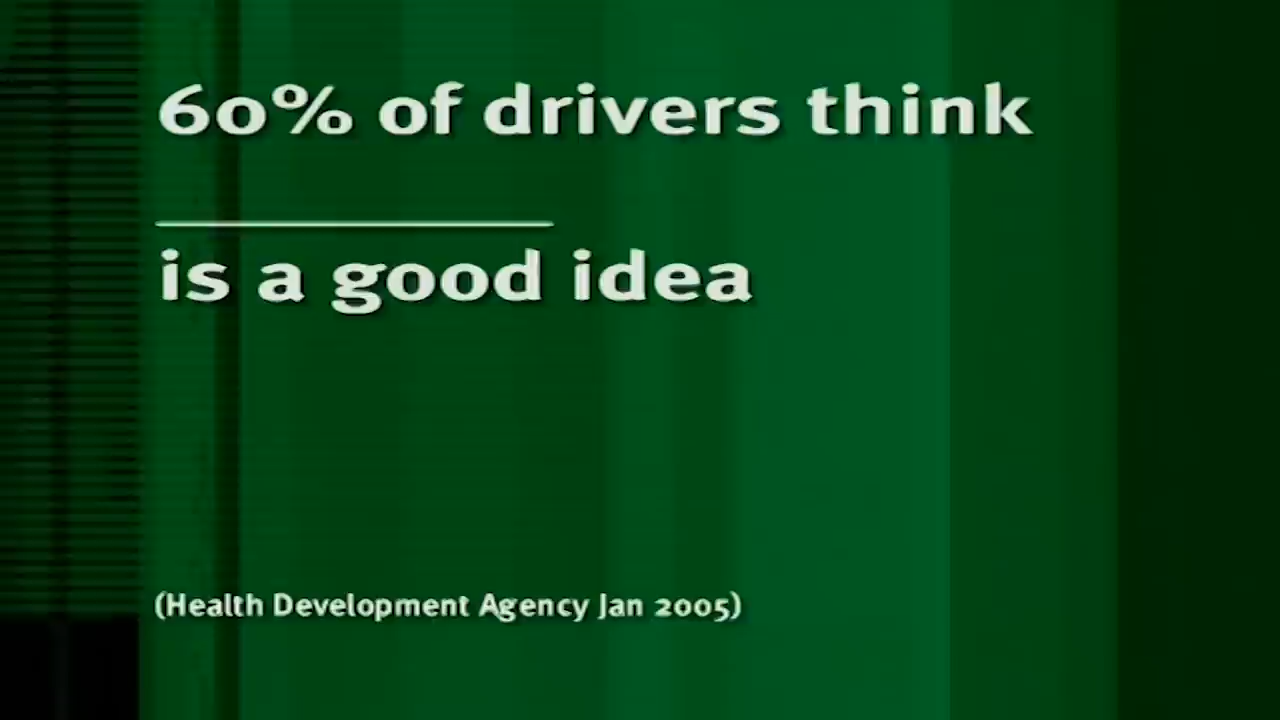 60% of drivers think
is a good idea
(Health Development Agency Jan 2005)